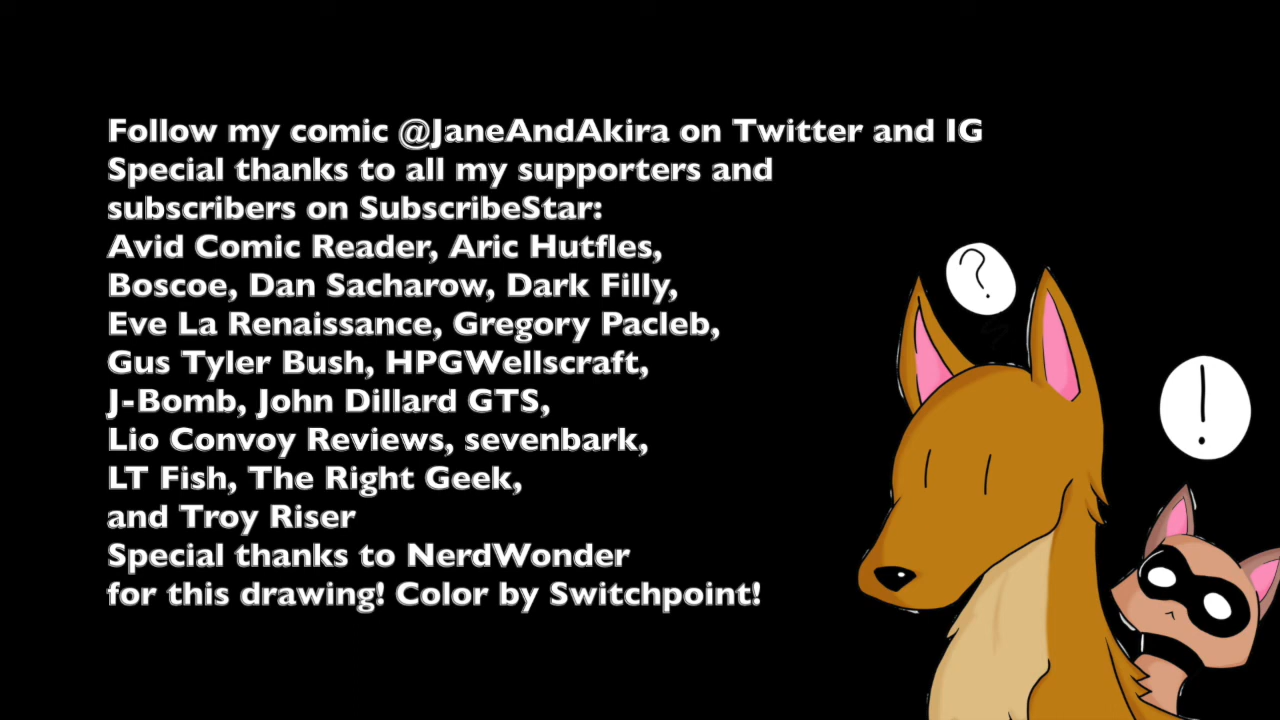 Follow my comic @JaneAndAkira on Twitter and IG
Special thanks to all my supporters and
subscribers on SubscribeStar:
Avid Comic Reader, Aric Hutfles,
Boscoe, Dan Sacharow, Dark Filly,
Eve La Renaissance, Gregory Pacleb,
Gus Tyler Bush, HPGWellscraft,
J-Bomb, John Dillard GTS,
Lio Convoy Reviews, sevenbark,
LT Fish, The Right Geek,
and Troy Riser
Special thanks to NerdWonder
for this drawing! Color by Switchpoint!
?
!